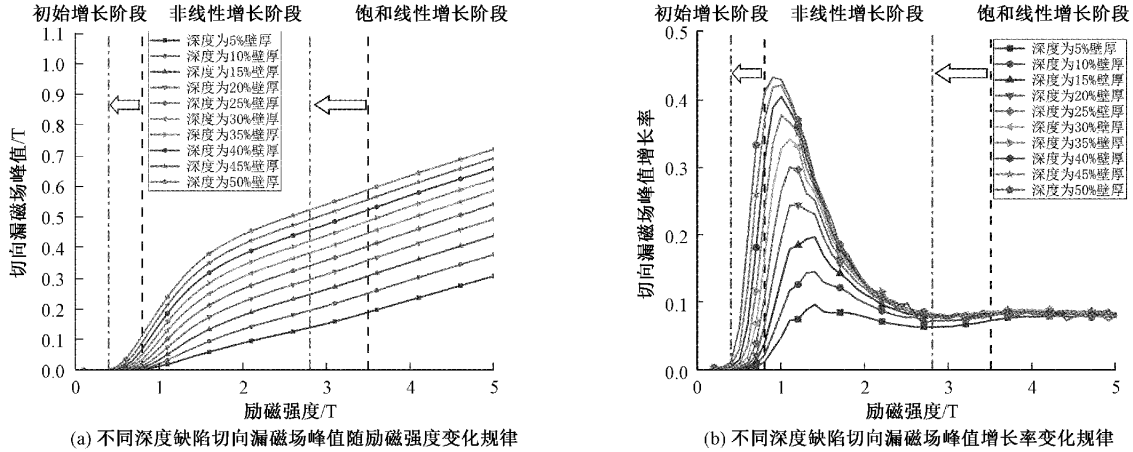 初始增长阶段 非线性增长阶段 饱和线性增长阶段
1.1
1.0
0.9
0.8
0.7
0.6
0.5
0.4
0.3
0.2
0.1
0.0
切向漏磁场峰值/T
深度为5%壁厚
深度为10%壁厚
深度为15%壁厚
深度为20%壁厚
深度为25%壁厚
深度为30%壁厚
深度为35%壁厚
深度为40%壁厚
深度为45%壁厚
深度为50%壁厚
0 1 2 3 4 5
励磁强度/T
(a) 不同深度缺陷切向漏磁场峰值随励磁强度变化规律
初始增长阶段 非线性增长阶段 饱和线性增长阶段
0.5
0.4
0.3
0.2
0.1
0.0
切向漏磁场峰值增长率
深度为5%壁厚
深度为10%壁厚
深度为15%壁厚
深度为20%壁厚
深度为25%壁厚
深度为30%壁厚
深度为35%壁厚
深度为40%壁厚
深度为45%壁厚
深度为50%壁厚
0 1 2 3 4 5
励磁强度/T
(b) 不同深度缺陷切向漏磁场峰值增长率变化规律